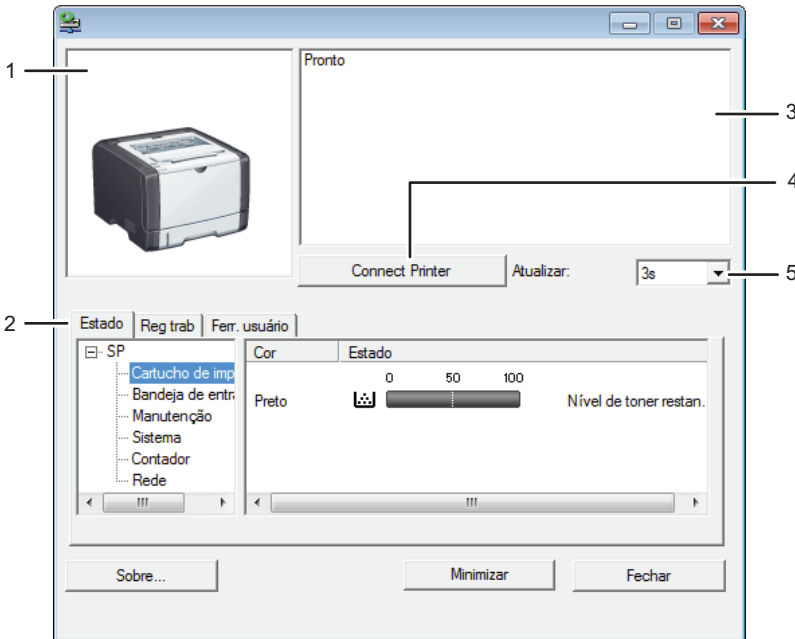 1
Pronto
3
4
Connect Printer
Atualizar:
3s
5
2
Estado
Reg trab
Ferr. usuário
SP
Cartucho de imp
Bandeja de entra
Manutenção
Sistema
Contador
Rede
Cor
Estado
0 50 100
Preto
Nível de toner restan.
Sobre...
Minimizar
Fechar